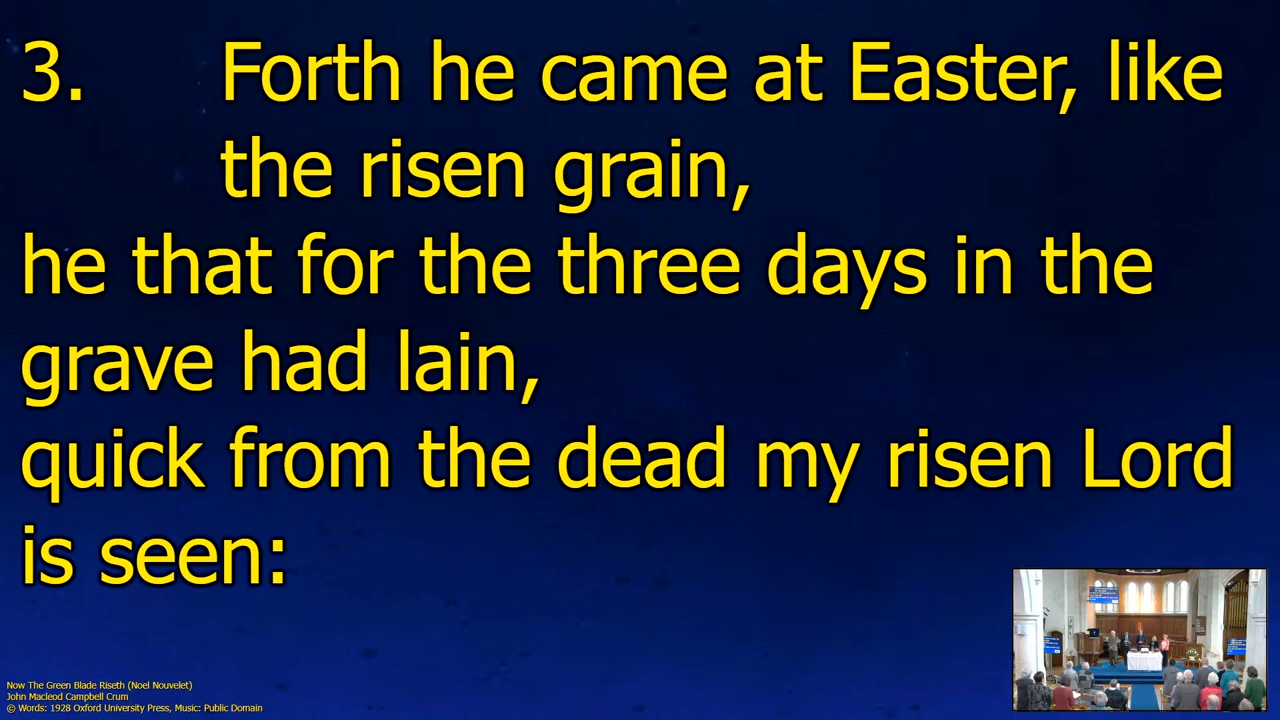 3. Forth he came at Easter, like
the risen grain,
he that for the three days in the
grave had lain,
quick from the dead my risen Lord
is seen:
Now The Green Blade Riseth (Noel Nouvelet)
John Macleod Campbell Crum
© Words: 1928 Oxford University Press, Music: Public Domain